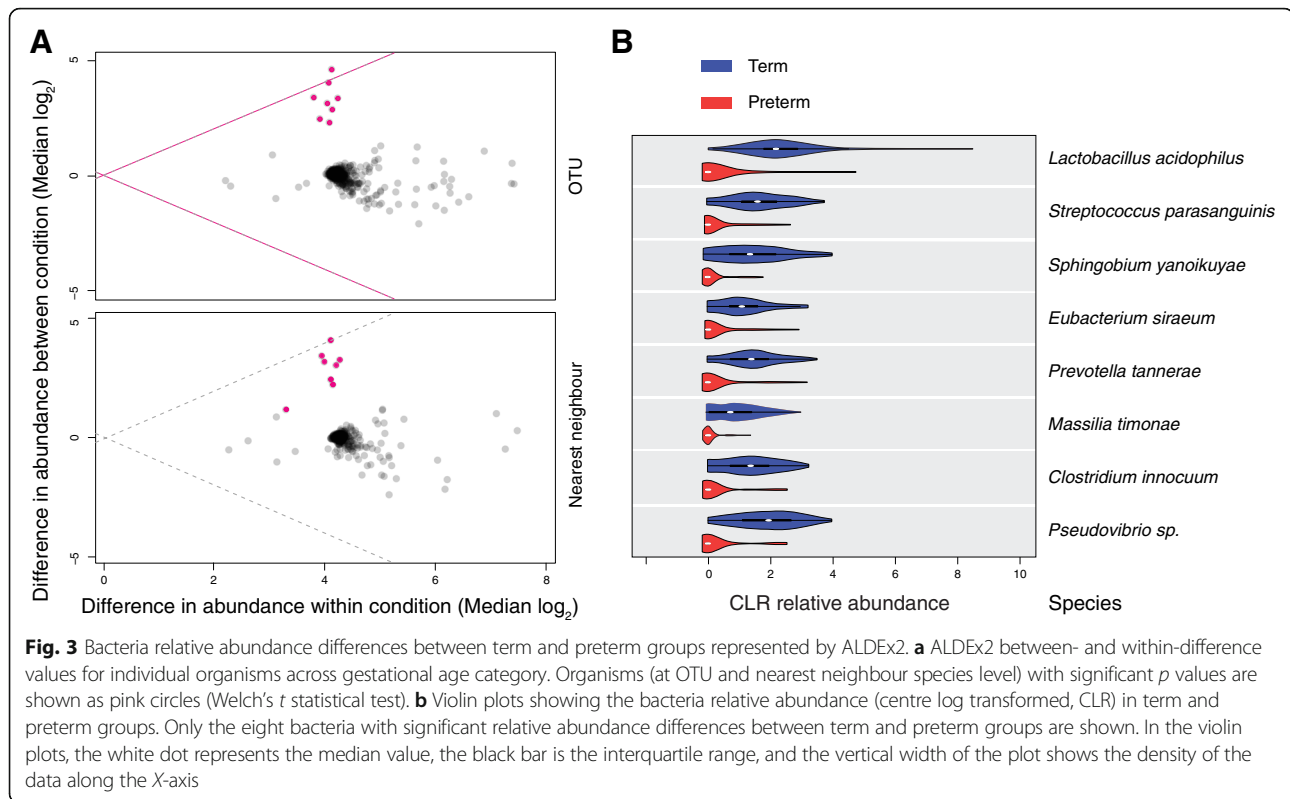 A
Difference in abundance between condition (Median log2)
5
0
−5
OTU
5
0
−5
Nearest neighbour
0 2 4 6 8
Difference in abundance within condition (Median log2)
B
Term
Preterm
Lactobacillus acidophilus
Streptococcus parasanguinis
Sphingobium yanoikuyae
Eubacterium siraeum
Prevotella tannerae
Massilia timonae
Clostridium innocuum
Pseudovibrio sp.
0 2 4 6 8 10
CLR relative abundance
Species
Fig. 3 Bacteria relative abundance differences between term and preterm groups represented by ALDEx2. a ALDEx2 between- and within-difference
values for individual organisms across gestational age category. Organisms (at OTU and nearest neighbour species level) with significant p values are
shown as pink circles (Welch's t statistical test). b Violin plots showing the bacteria relative abundance (centre log transformed, CLR) in term and
preterm groups. Only the eight bacteria with significant relative abundance differences between term and preterm groups are shown. In the violin
plots, the white dot represents the median value, the black bar is the interquartile range, and the vertical width of the plot shows the density of the
data along the X-axis